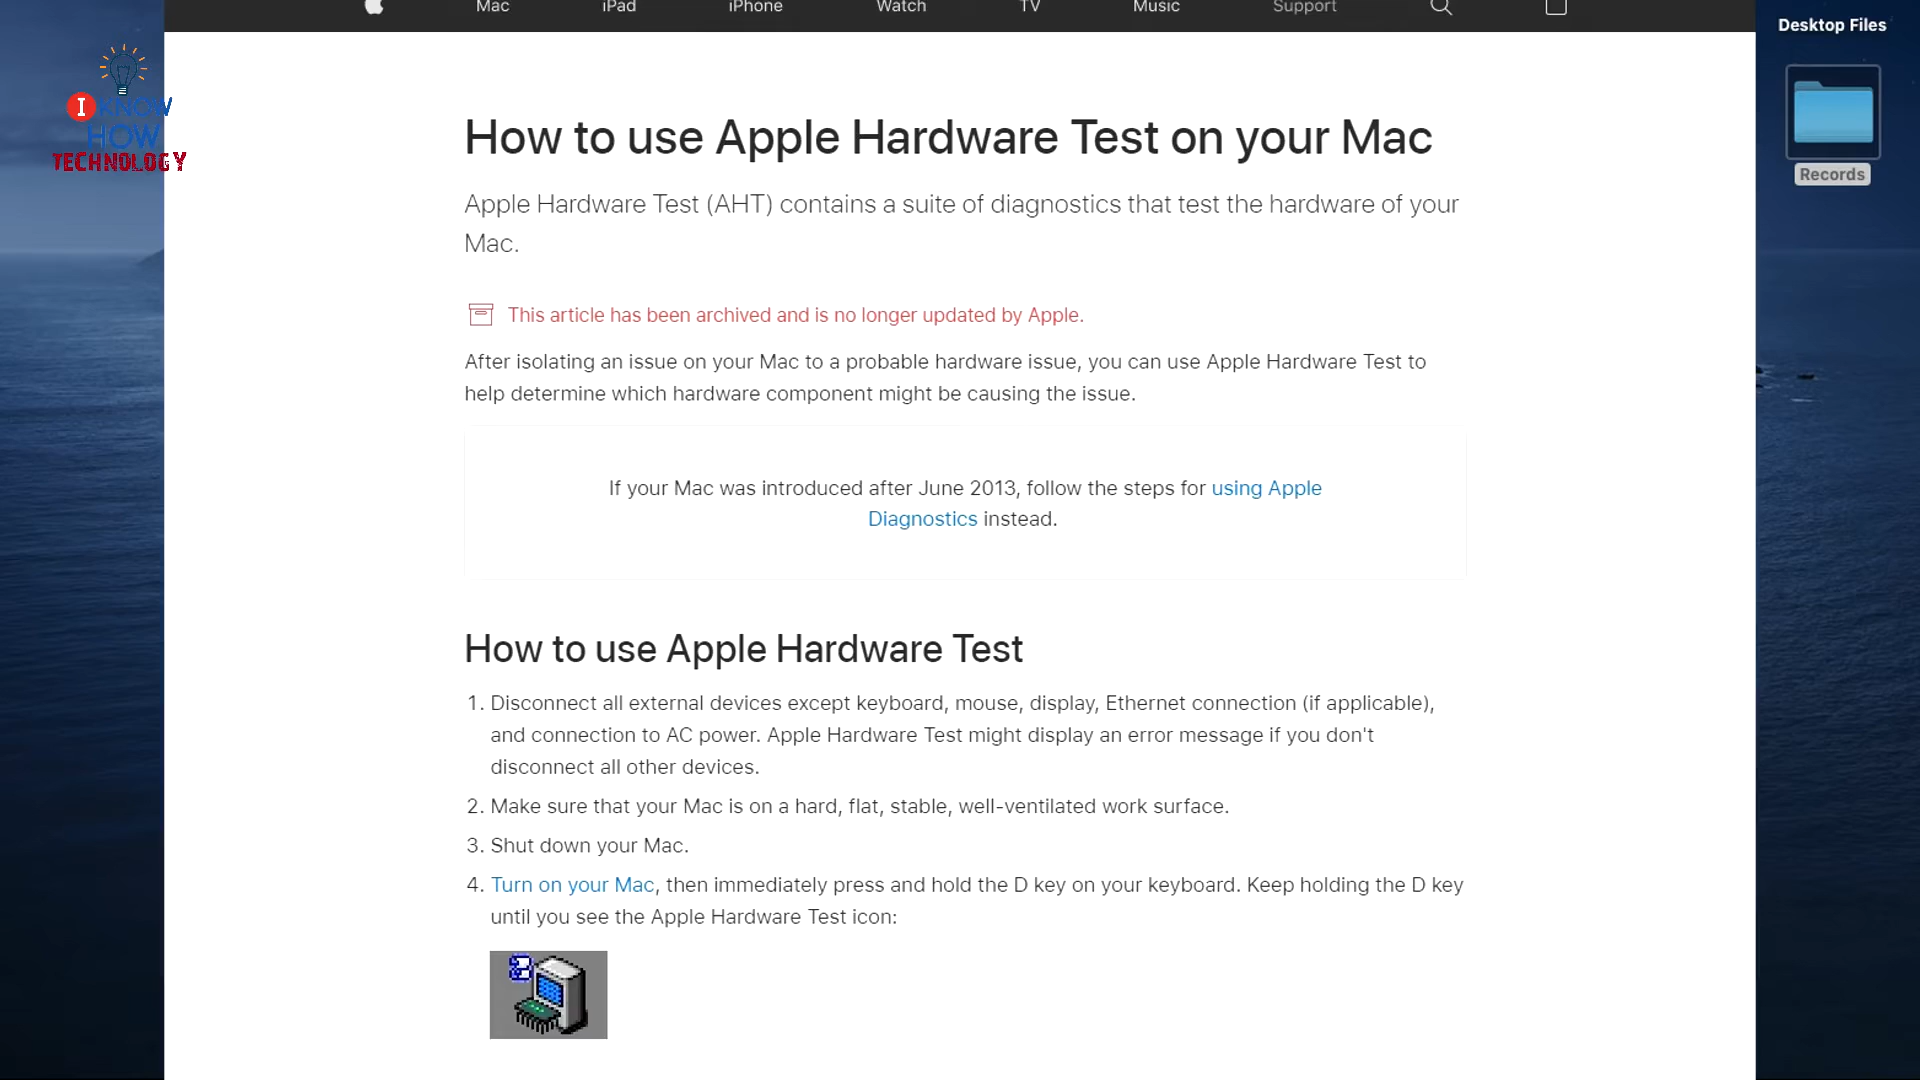 Mac iPad iPhone Watch TV Music Support
Desktop Files
I KNOW
HOW
TECHNOLOGY
Records
How to use Apple Hardware Test on your Mac
Apple Hardware Test (AHT) contains a suite of diagnostics that test the hardware of your
Mac.
This article has been archived and is no longer updated by Apple.
After isolating an issue on your Mac to a probable hardware issue, you can use Apple Hardware Test to
help determine which hardware component might be causing the issue.
If your Mac was introduced after June 2013, follow the steps for using Apple
Diagnostics instead.
How to use Apple Hardware Test
1. Disconnect all external devices except keyboard, mouse, display, Ethernet connection (if applicable),
and connection to AC power. Apple Hardware Test might display an error message if you don't
disconnect all other devices.
2. Make sure that your Mac is on a hard, flat, stable, well-ventilated work surface.
3. Shut down your Mac.
4. Turn on your Mac, then immediately press and hold the D key on your keyboard. Keep holding the D key
until you see the Apple Hardware Test icon: